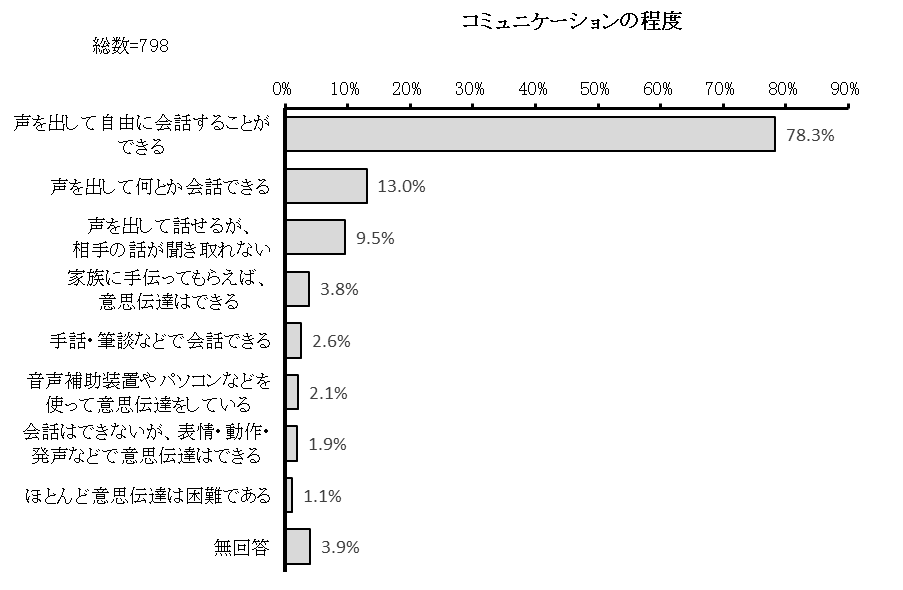 コミュニケーションの程度
総数=798
0% 10% 20% 30% 40% 50% 60% 70% 80% 90%
声を出して自由に会話することが
できる
78.3%
声を出して何とか会話できる
13.0%
声を出して話せるが、
相手の話が聞き取れない
9.5%
家族に手伝ってもらえば、
意思伝達はできる
3.8%
手話・筆談などで会話できる
2.6%
音声補助装置やパソコンなどを
使って意思伝達をしている
2.1%
会話はできないが、表情・動作・
発声などで意思伝達はできる
1.9%
ほとんど意思伝達は困難である
1.1%
無回答
3.9%